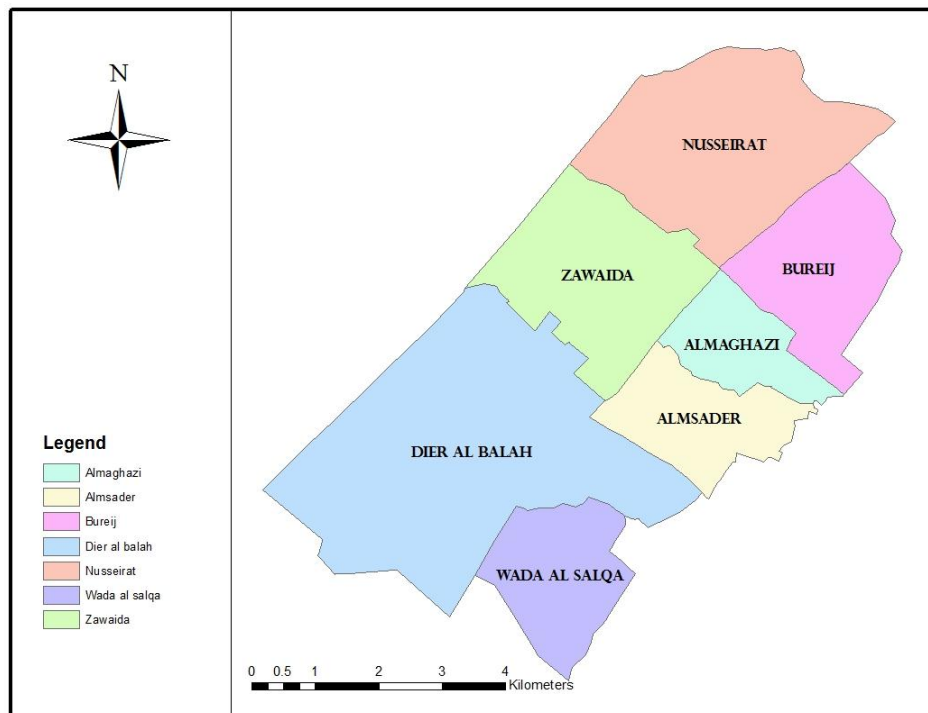 N
NUSSEIRAT
BUREIJ
ZAWAIDA
ALMAGHAZI
ALMSADER
DIER AL BALAH
WADA AL SALQA
Legend
Almaghazi
Almsader
Bureij
Dier al balah
Nusseirat
Wada al salqa
Zawaida
0 0.5 1 2 3 4
Kilometers